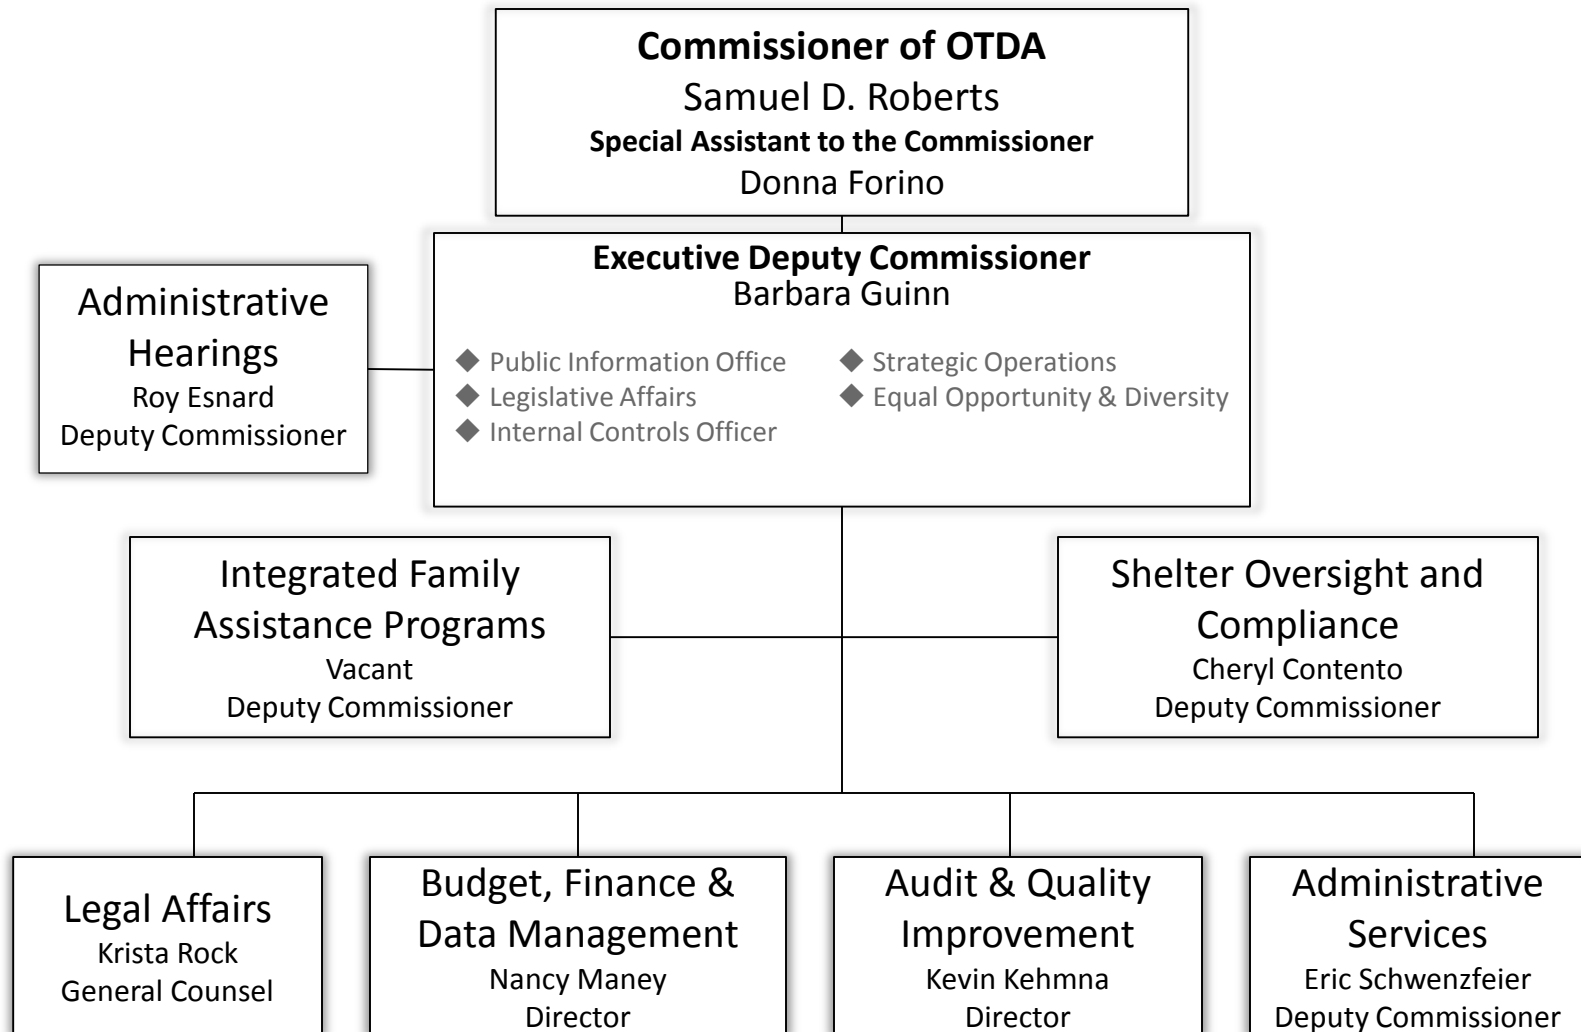 Commissioner of OTDA
Samuel D. Roberts
Special Assistant to the Commissioner
Donna Forino
Executive Deputy Commissioner
Barbara Guinn
◆ Public Information Office
◆ Legislative Affairs
◆ Internal Controls Officer
◆ Strategic Operations
◆ Equal Opportunity & Diversity
Administrative
Hearings
Roy Esnard
Deputy Commissioner
Integrated Family
Assistance Programs
Vacant
Deputy Commissioner
Shelter Oversight and
Compliance
Cheryl Contento
Deputy Commissioner
Legal Affairs
Krista Rock
General Counsel
Budget, Finance &
Data Management
Nancy Maney
Director
Audit & Quality
Improvement
Kevin Kehmna
Director
Administrative
Services
Eric Schwenzfeier
Deputy Commissioner